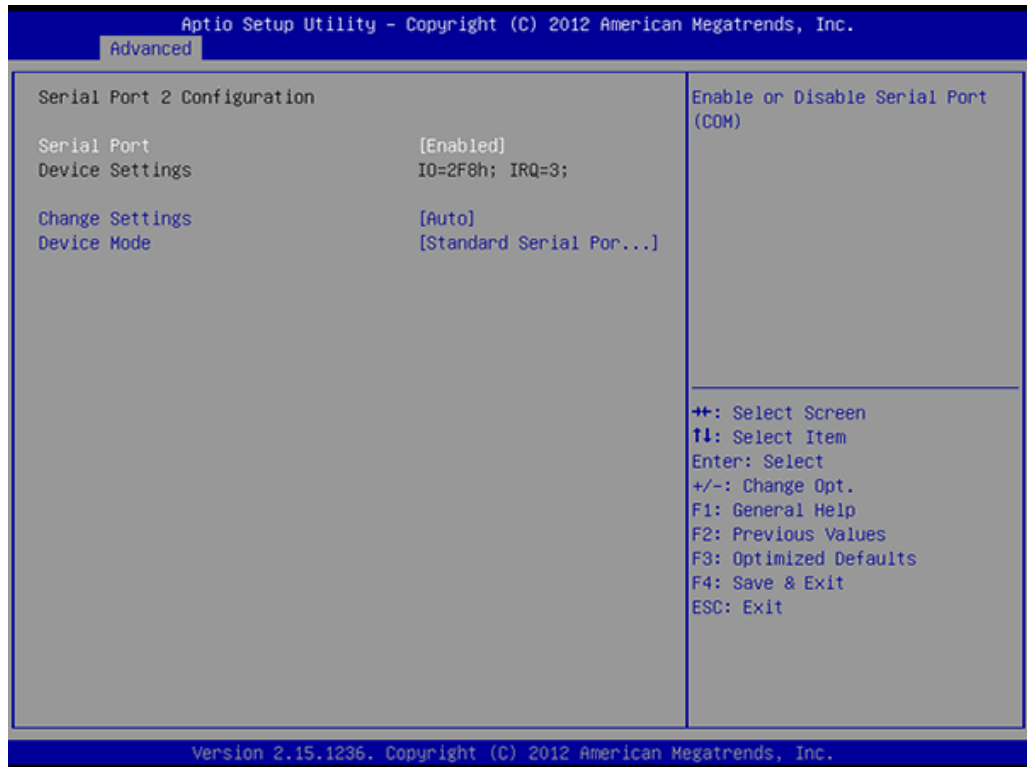 Aptio Setup Utility – Copyright (C) 2012 American Megatrends, Inc.
Advanced
Serial Port 2 Configuration
Serial Port [Enabled]
Device Settings IO=2F8h; IRQ=3;
Change Settings [Auto]
Device Mode [Standard Serial Por...]
Enable or Disable Serial Port
(COM)
→←: Select Screen
↑↓: Select Item
Enter: Select
+/-: Change Opt.
F1: General Help
F2: Previous Values
F3: Optimized Defaults
F4: Save & Exit
ESC: Exit
Version 2.15.1236. Copyright (C) 2012 American Megatrends, Inc.